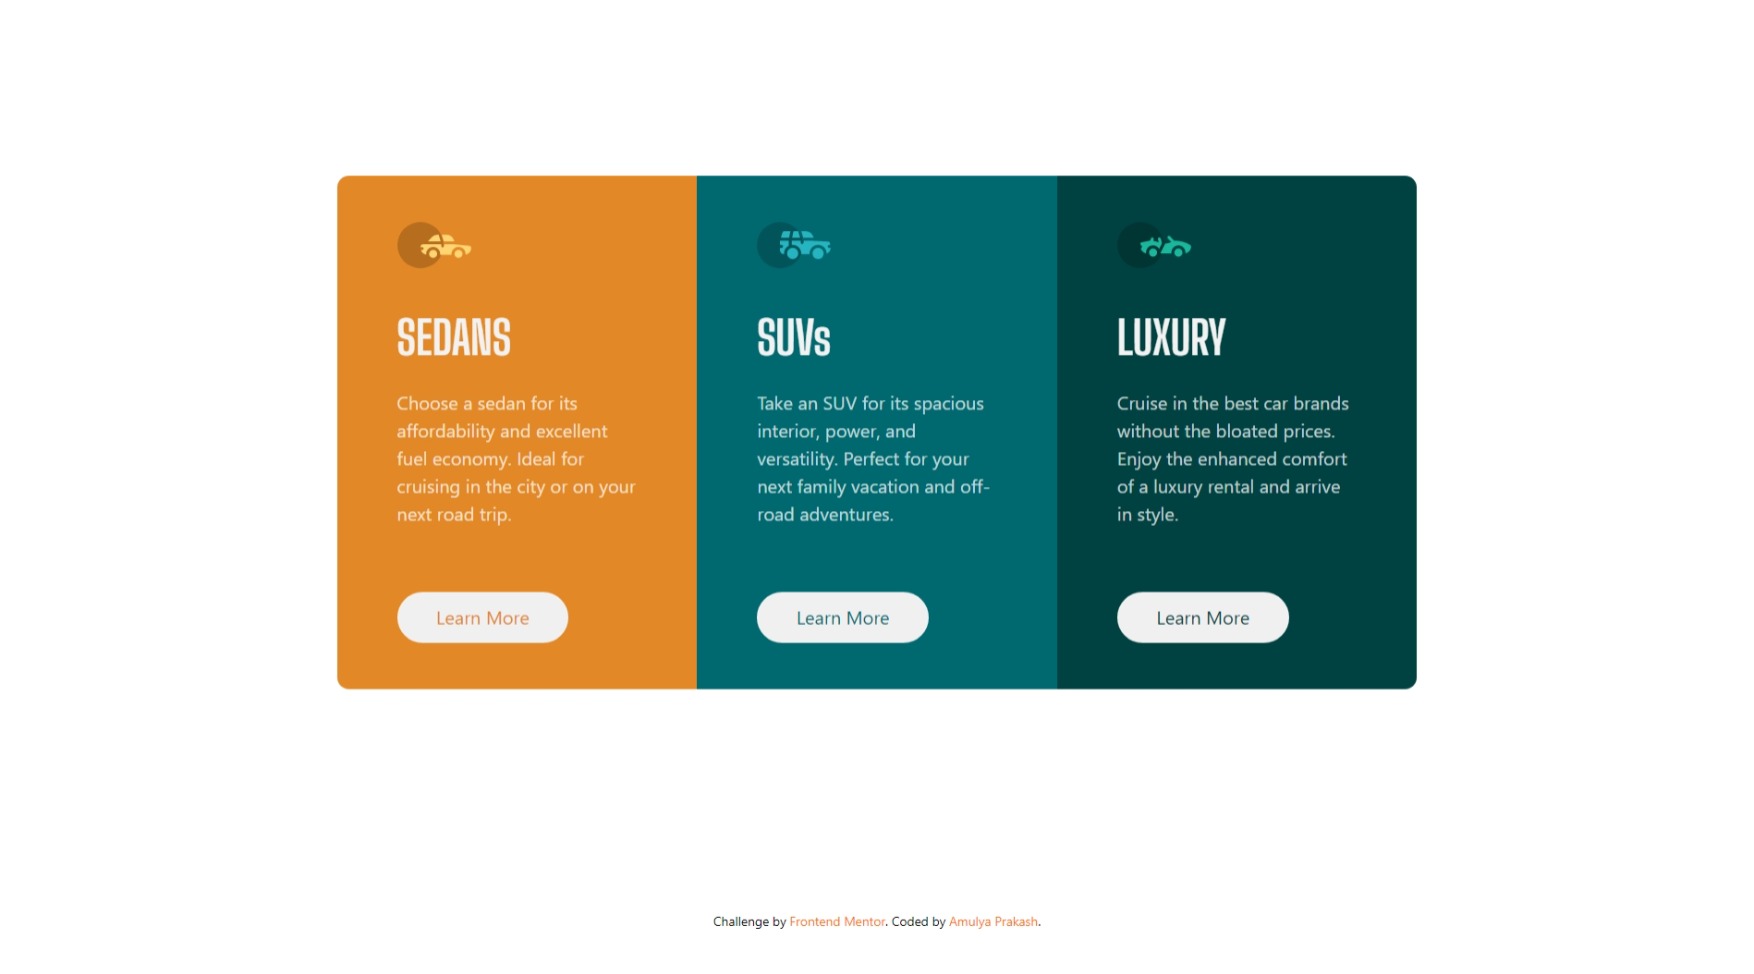 SEDANS
Choose a sedan for its
affordability and excellent
fuel economy. Ideal for
cruising in the city or on your
next road trip.
Learn More
SUVs
Take an SUV for its spacious
interior, power, and
versatility. Perfect for your
next family vacation and off-
road adventures.
Learn More
LUXURY
Cruise in the best car brands
without the bloated prices.
Enjoy the enhanced comfort
of a luxury rental and arrive
in style.
Learn More
Challenge by Frontend Mentor. Coded by Amulya Prakash.